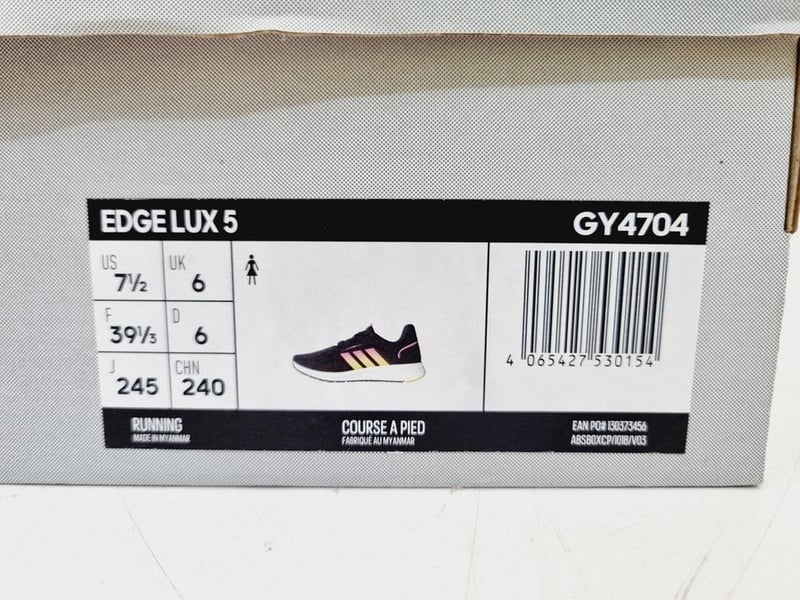 EDGE LUX 5 GY4704
US 7½ UK 6
F 39⅓ D 6
J 245 CHN 240
4 065427 530154
RUNNING COURSE A PIED EAN PO# 130373456
MADE IN MYANMAR FABRIQUÉ AU MYANMAR ABSBOXCP/1018/V03